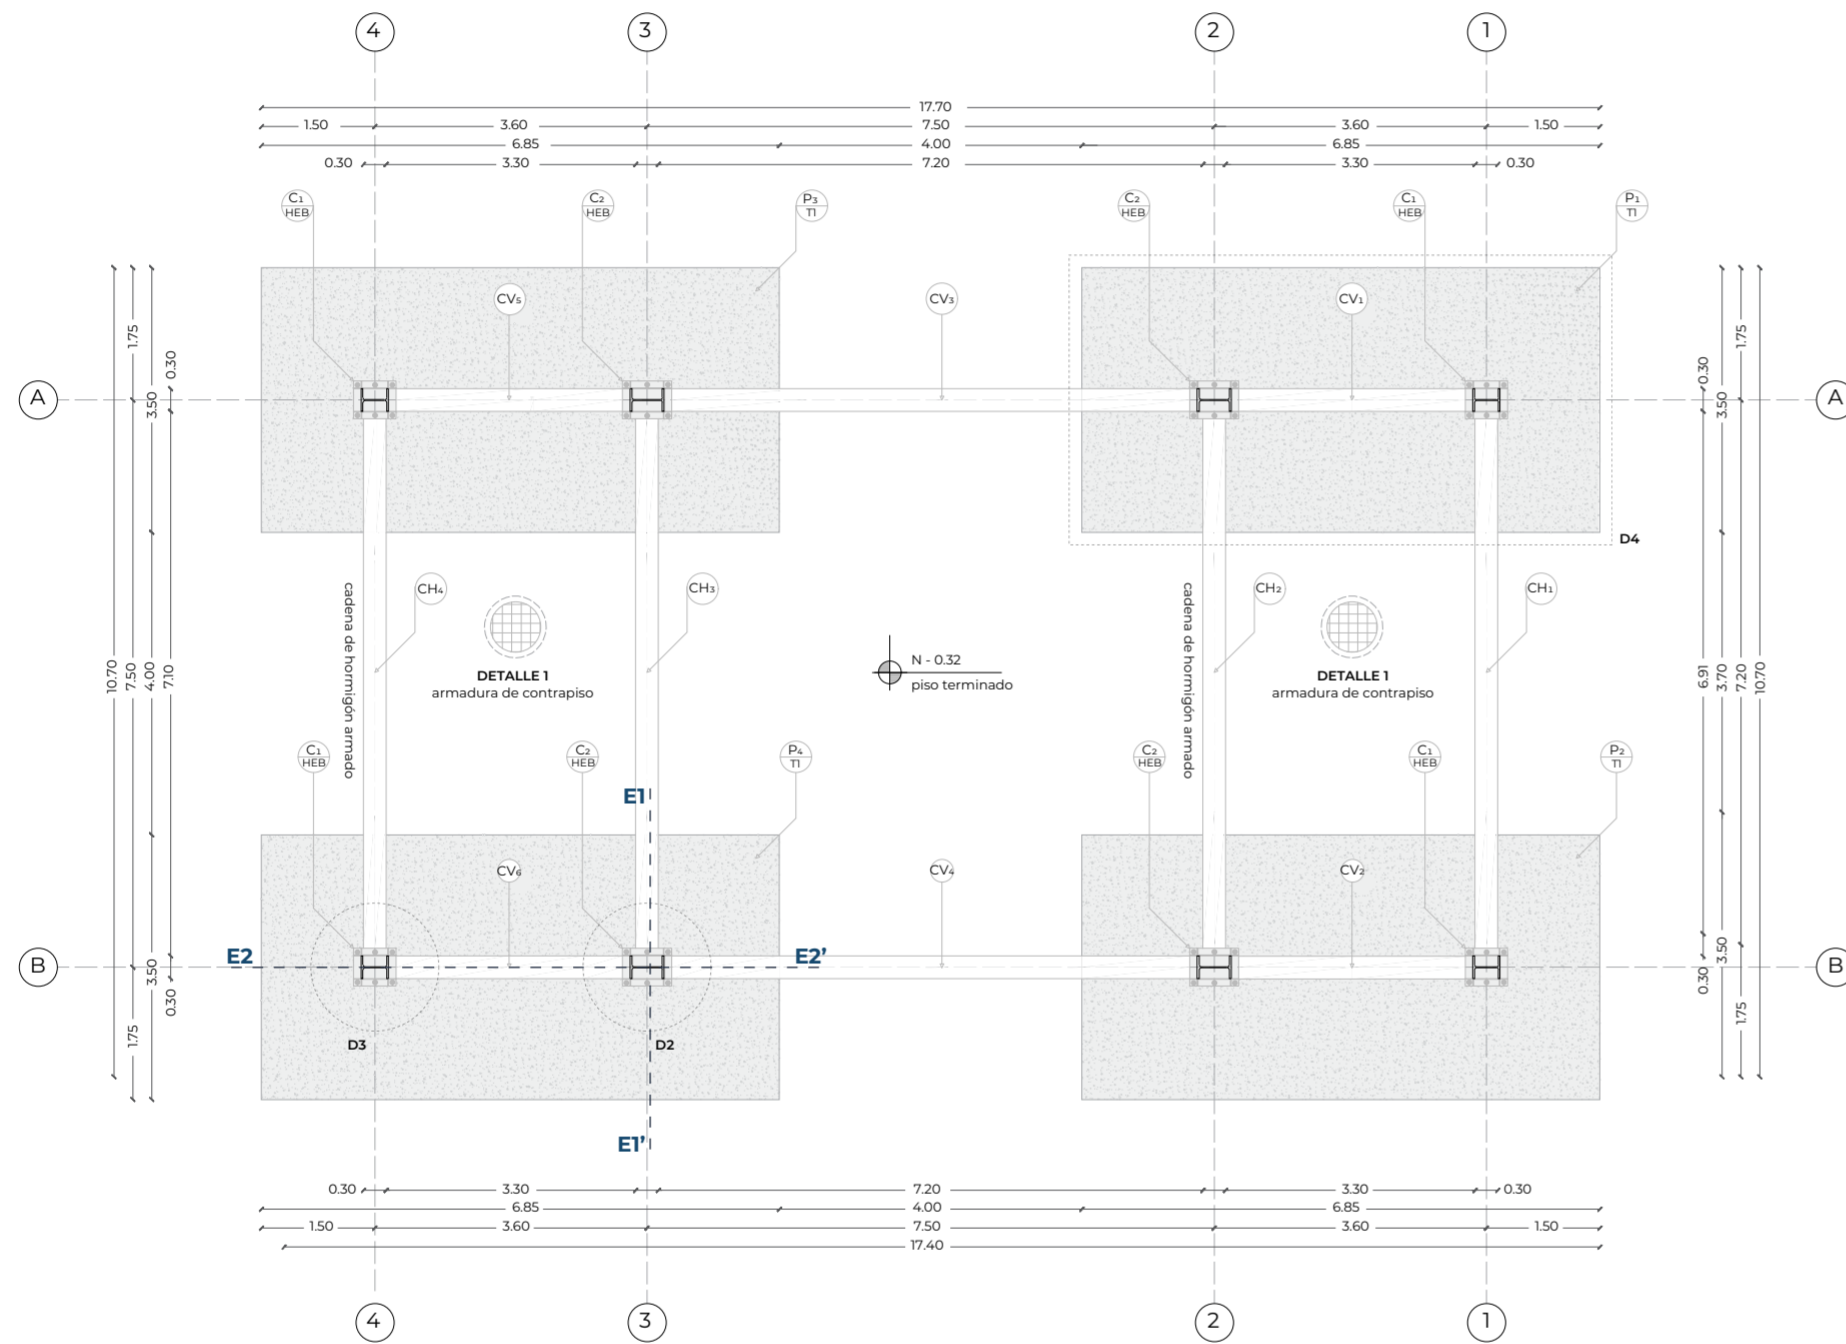 4 3 2 1
17.70
1.50 3.60 7.50 3.60 1.50
6.85 4.00 6.85
0.30 3.30 7.20 3.30 0.30
C₁ HEB
C₂ HEB
P₃ T1
C₂ HEB
C₁ HEB
P₁ T1
CV₅
CV₃
CV₁
1.75
0.30
3.50
1.75
0.30
3.50
A
A
D4
CH₄
CH₃
CH₂
CH₁
cadena de hormigón armado
cadena de hormigón armado
DETALLE 1
armadura de contrapiso
N - 0.32
piso terminado
DETALLE 1
armadura de contrapiso
10.70
7.50
4.00
7.10
6.91
3.70
7.20
10.70
C₁ HEB
C₂ HEB
P₄ T1
C₂ HEB
C₁ HEB
P₂ T1
E1
CV₆
CV₄
CV₂
E2
E2'
B
B
3.50
0.30
1.75
3.50
0.30
1.75
D3
D2
E1'
0.30 3.30 7.20 3.30 0.30
6.85 4.00 6.85
1.50 3.60 7.50 3.60 1.50
17.40
4 3 2 1